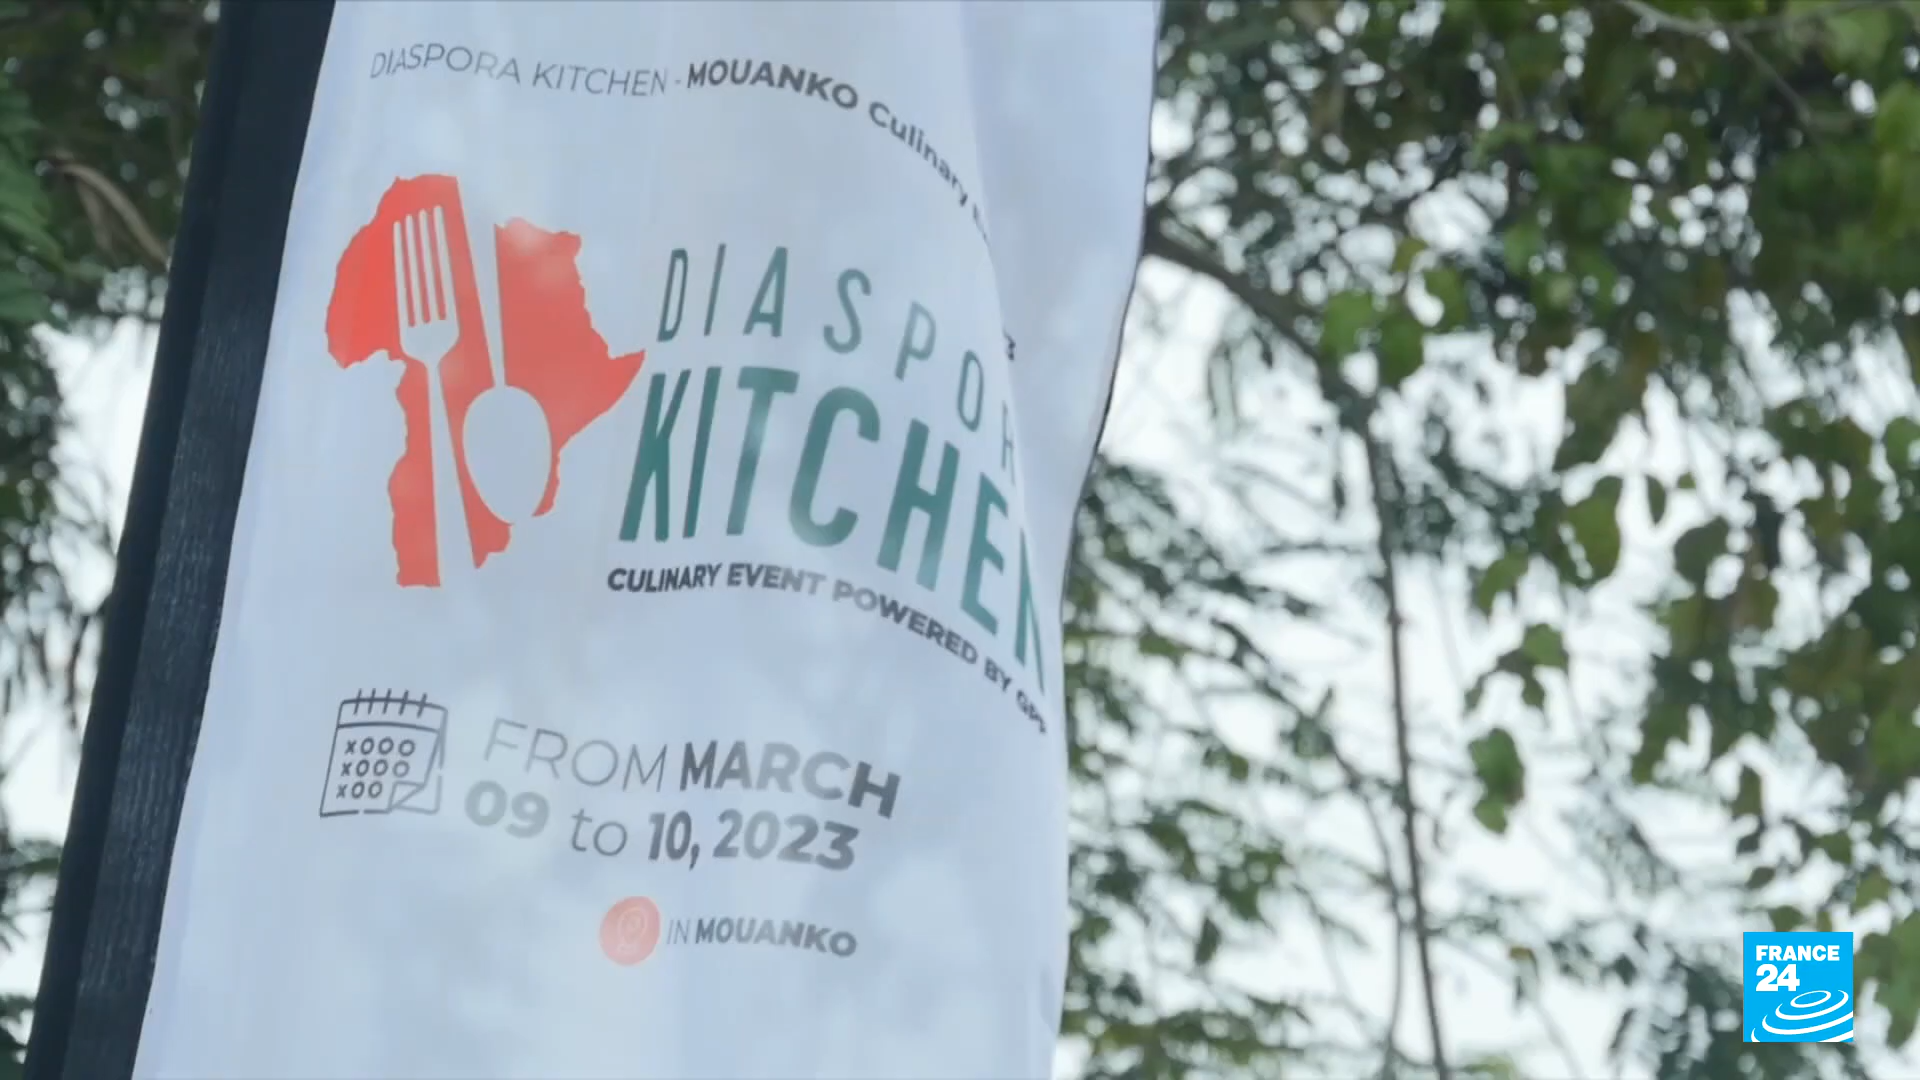 DIASPORA KITCHEN - MOUANKO Culinary
DIASPOR
KITCHEN
CULINARY EVENT POWERED BY
FROM MARCH
09 to 10, 2023
IN MOUANKO
FRANCE
24